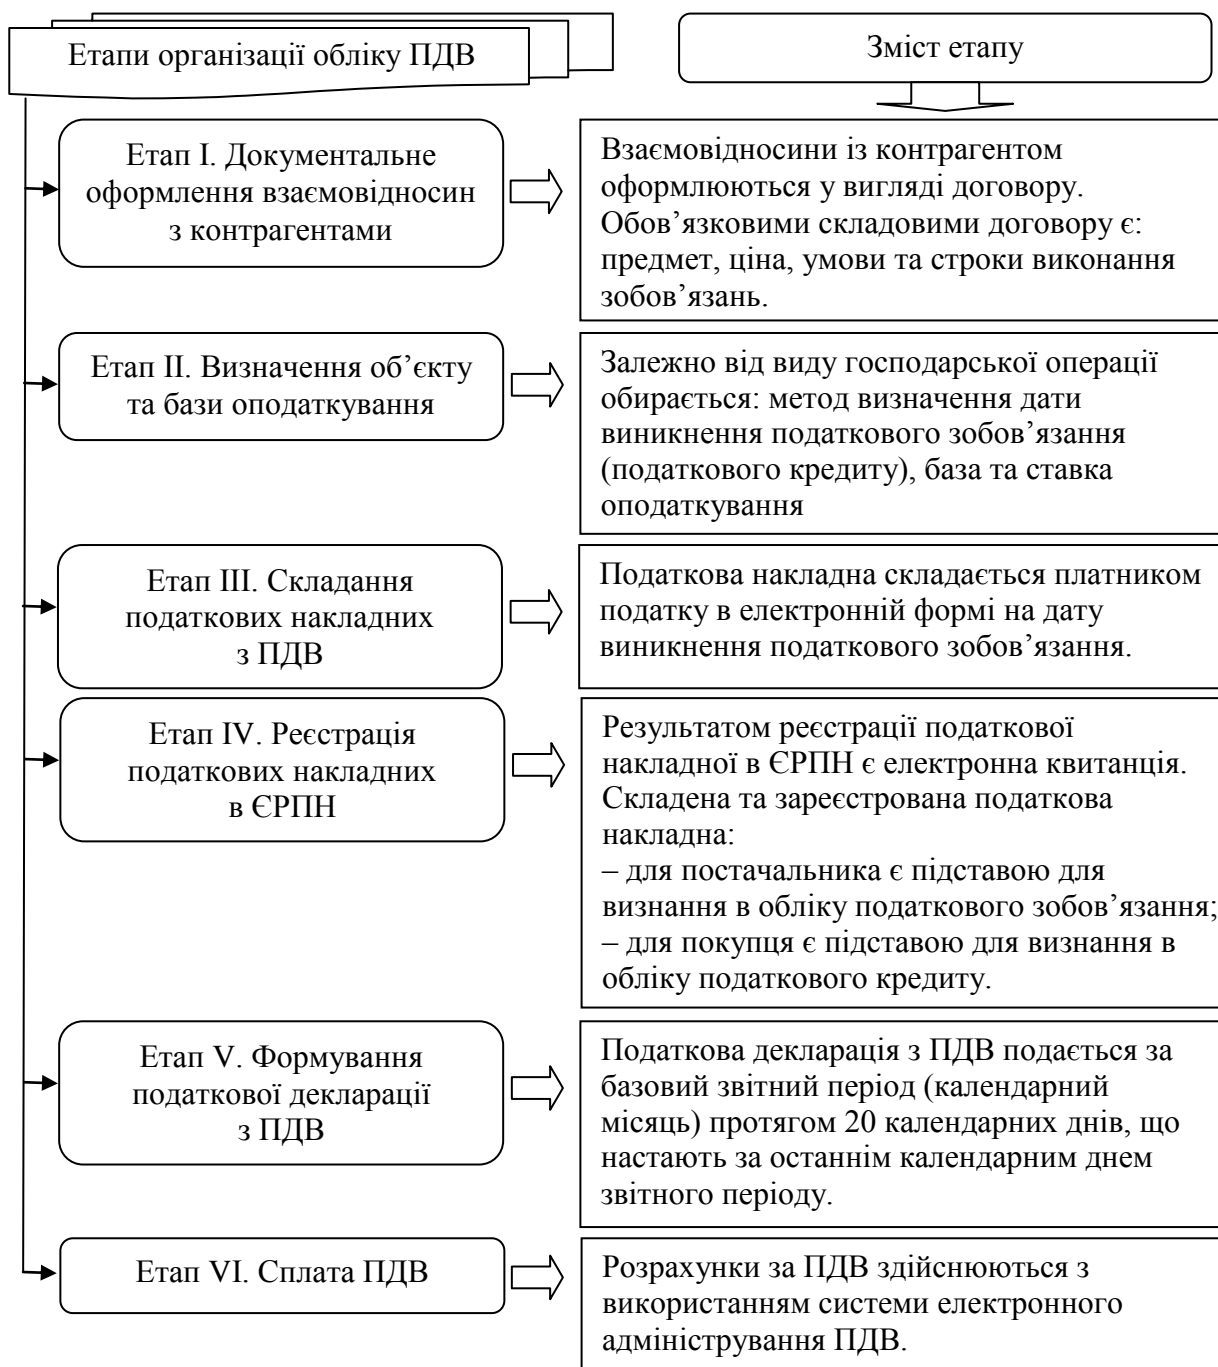 Етапи організації обліку ПДВ
Зміст етапу
Етап І. Документальне
оформлення взаємовідносин
з контрагентами
Взаємовідносини із контрагентом
оформлюються у вигляді договору.
Обов’язковими складовими договору є:
предмет, ціна, умови та строки виконання
зобов’язань.
Етап ІІ. Визначення об’єкту
та бази оподаткування
Залежно від виду господарської операції
обирається: метод визначення дати
виникнення податкового зобов’язання
(податкового кредиту), база та ставка
оподаткування
Етап ІІІ. Складання
податкових накладних
з ПДВ
Податкова накладна складається платником
податку в електронній формі на дату
виникнення податкового зобов’язання.
Етап IV. Реєстрація
податкових накладних
в ЄРПН
Результатом реєстрації податкової
накладної в ЄРПН є електронна квитанція.
Складена та зареєстрована податкова
накладна:
– для постачальника є підставою для
визнання в обліку податкового зобов’язання;
– для покупця є підставою для визнання в
обліку податкового кредиту.
Етап V. Формування
податкової декларації
з ПДВ
Податкова декларація з ПДВ подається за
базовий звітний період (календарний
місяць) протягом 20 календарних днів, що
настають за останнім календарним днем
звітного періоду.
Етап VI. Сплата ПДВ
Розрахунки за ПДВ здійснюються з
використанням системи електронного
адміністрування ПДВ.